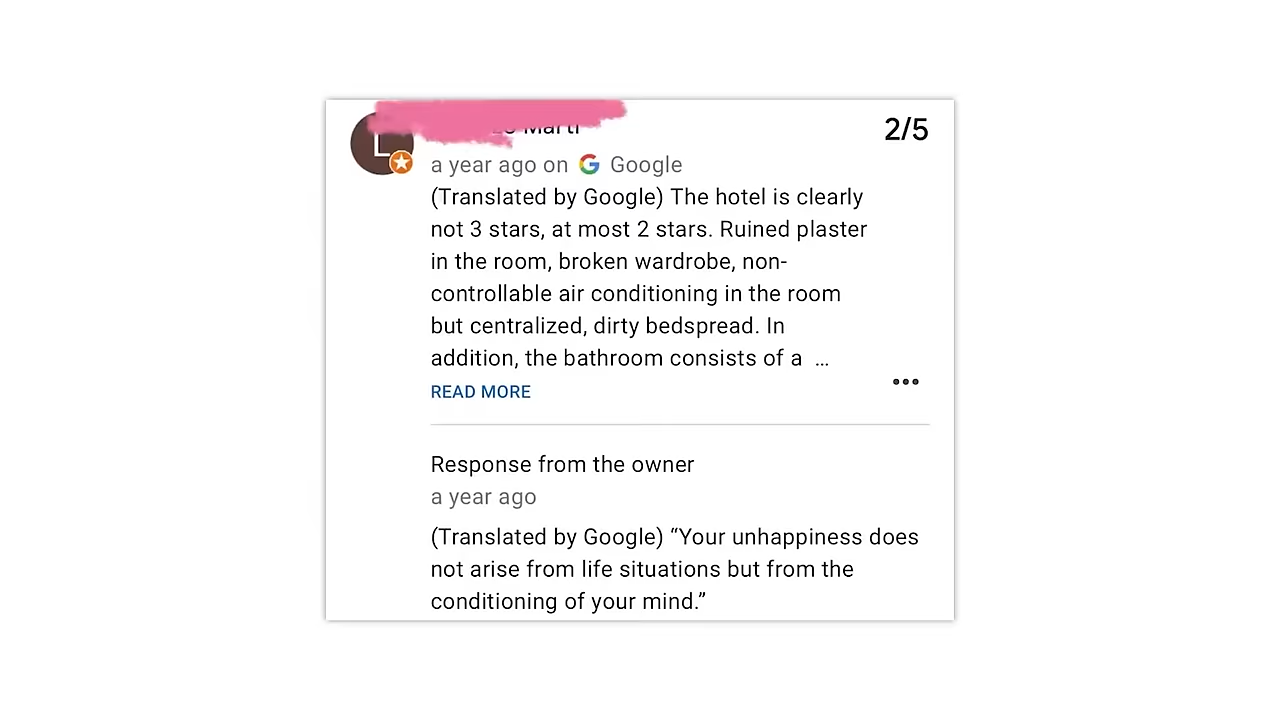 Marti
2/5
a year ago on Google
(Translated by Google) The hotel is clearly
not 3 stars, at most 2 stars. Ruined plaster
in the room, broken wardrobe, non-
controllable air conditioning in the room
but centralized, dirty bedspread. In
addition, the bathroom consists of a ...
READ MORE
Response from the owner
a year ago
(Translated by Google) “Your unhappiness does
not arise from life situations but from the
conditioning of your mind.”